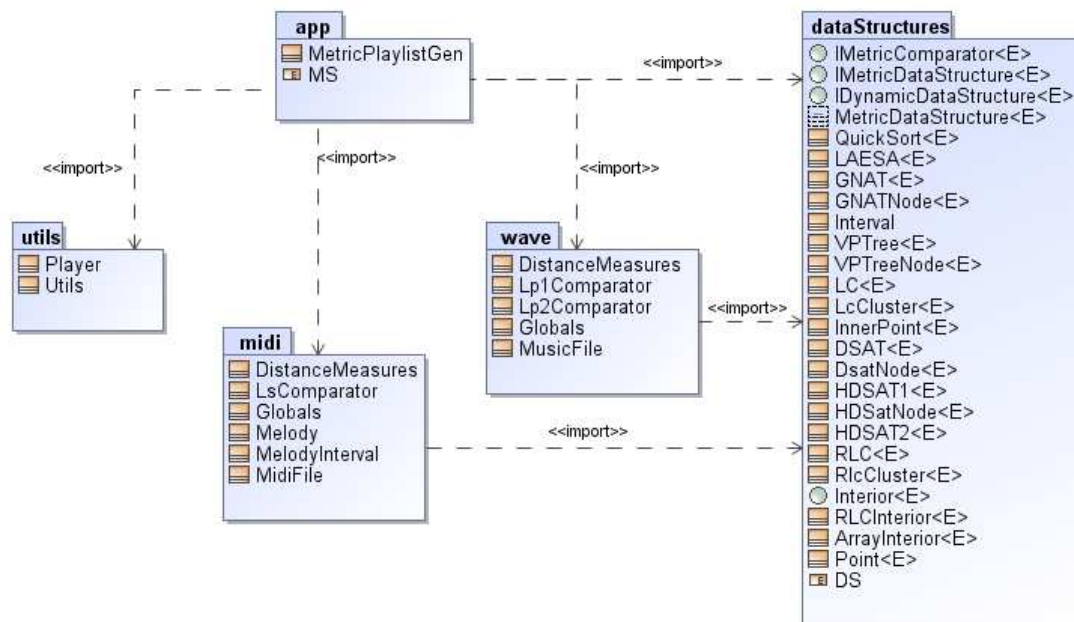 app
MetricPlaylistGen
MS
<<import>>
<<import>>
<<import>>
<<import>>
utils
Player
Utils
wave
DistanceMeasures
Lp1Comparator
Lp2Comparator
Globals
MusicFile
<<import>>
midi
DistanceMeasures
LsComparator
Globals
Melody
MelodyInterval
MidiFile
<<import>>
dataStructures
IMetricComparator<E>
IMetricDataStructure<E>
IDynamicDataStructure<E>
MetricDataStructure<E>
QuickSort<E>
LAESA<E>
GNAT<E>
GNATNode<E>
Interval
VPTree<E>
VPTreeNode<E>
LC<E>
LcCluster<E>
InnerPoint<E>
DSAT<E>
DsatNode<E>
HDSAT1<E>
HDSatNode<E>
HDSAT2<E>
RLC<E>
RlcCluster<E>
Interior<E>
RLCInterior<E>
ArrayInterior<E>
Point<E>
DS